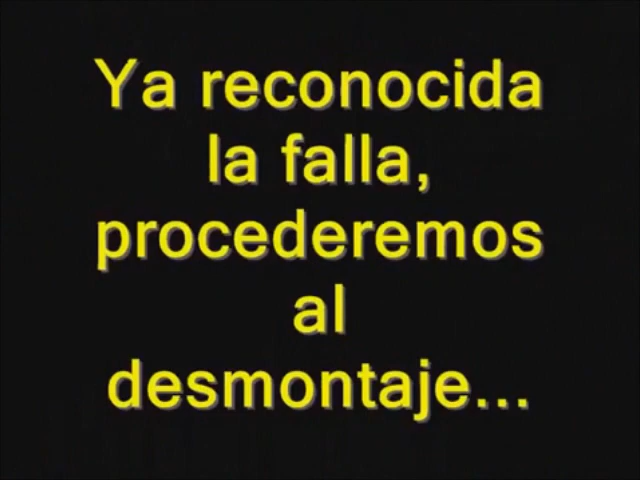 Ya reconocida
la falla,
procederemos
al
desmontaje...